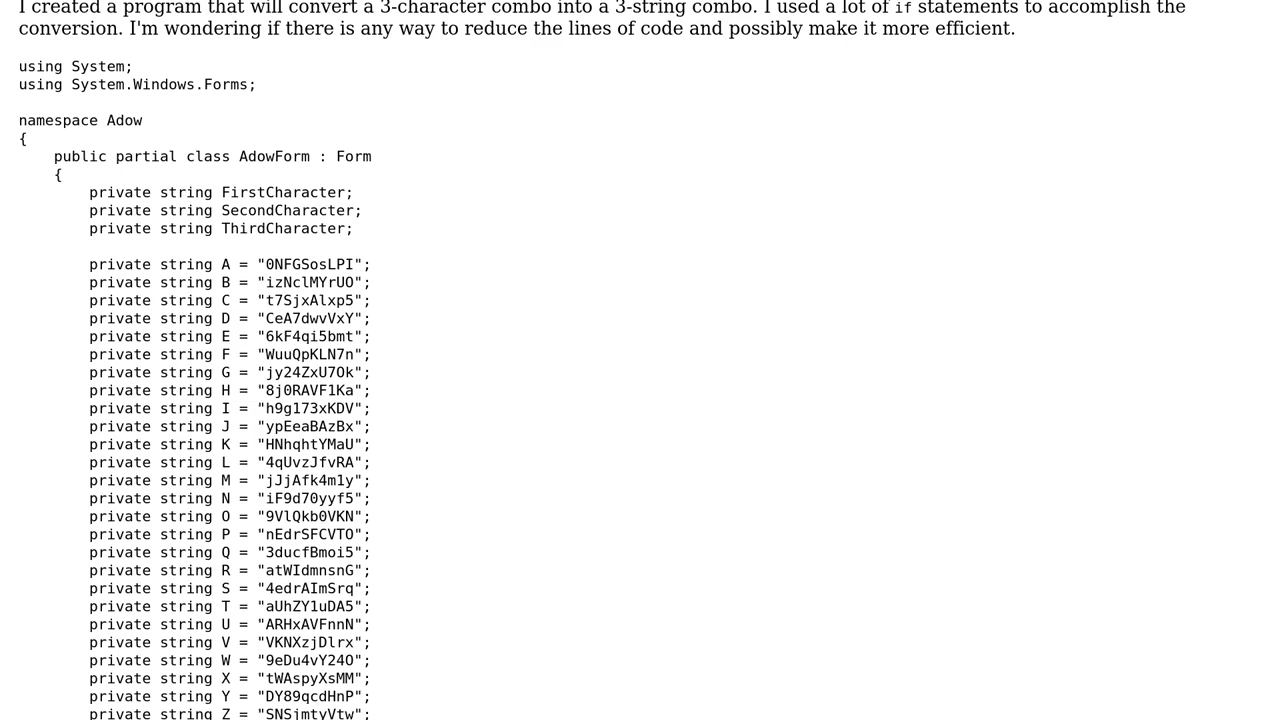 I created a program that will convert a 3-character combo into a 3-string combo. I used a lot of if statements to accomplish the
conversion. I'm wondering if there is any way to reduce the lines of code and possibly make it more efficient.
using System;
using System.Windows.Forms;
namespace Adow
{
public partial class AdowForm : Form
{
private string FirstCharacter;
private string SecondCharacter;
private string ThirdCharacter;
private string A = "0NFGSosLPI";
private string B = "izNclMYrUO";
private string C = "t7SjxAlxp5";
private string D = "CeA7dwvVxY";
private string E = "6kF4qi5bmt";
private string F = "WuuQpKLN7n";
private string G = "jy24ZxU7Ok";
private string H = "8j0RAVF1Ka";
private string I = "h9g173xKDV";
private string J = "ypEeaBAzBx";
private string K = "HNhqhtYMaU";
private string L = "4qUvzJfvRA";
private string M = "jJjAfk4m1y";
private string N = "iF9d70yyf5";
private string O = "9VlQkb0VKN";
private string P = "nEdrSFCVTO";
private string Q = "3ducfBmoi5";
private string R = "atWIdmnsnG";
private string S = "4edrAImSrq";
private string T = "aUhZY1uDA5";
private string U = "ARHxAVFnnN";
private string V = "VKNXzjDlrx";
private string W = "9eDu4vY24O";
private string X = "tWAspyXsMM";
private string Y = "DY89qcdHnP";
private string Z = "SNSjmtyVtw";